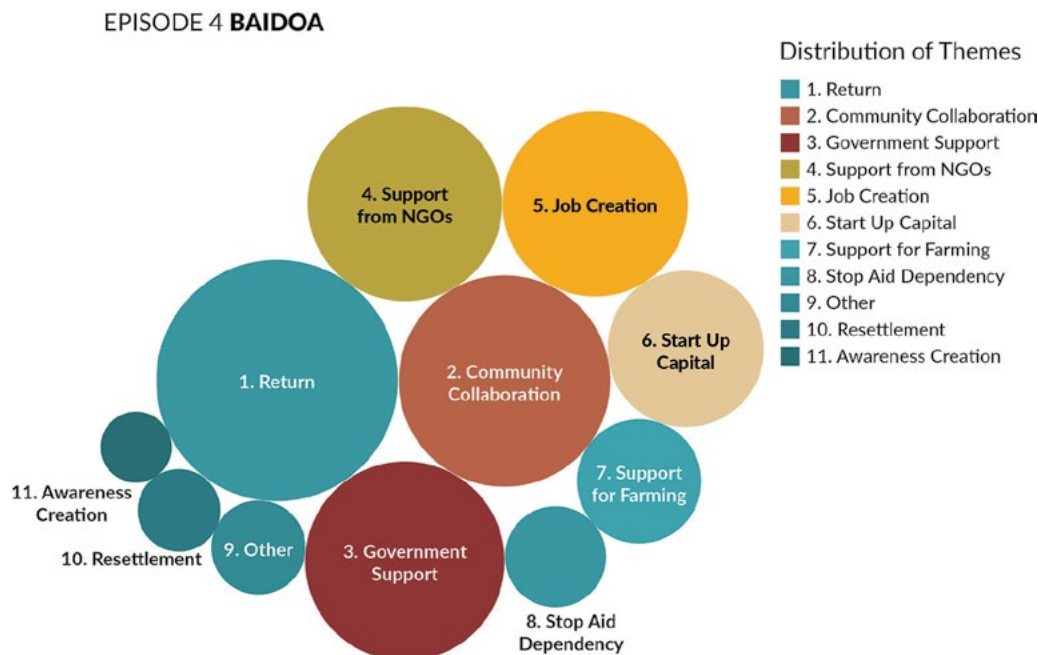 EPISODE 4 BAIDOA
Distribution of Themes
1. Return
2. Community Collaboration
3. Government Support
4. Support from NGOs
5. Job Creation
6. Start Up Capital
7. Support for Farming
8. Stop Aid Dependency
9. Other
10. Resettlement
11. Awareness Creation
4. Support
from NGOs
5. Job Creation
6. Start Up
Capital
1. Return
2. Community
Collaboration
7. Support
for Farming
11. Awareness
Creation
10. Resettlement
9. Other
3. Government
Support
8. Stop Aid
Dependency